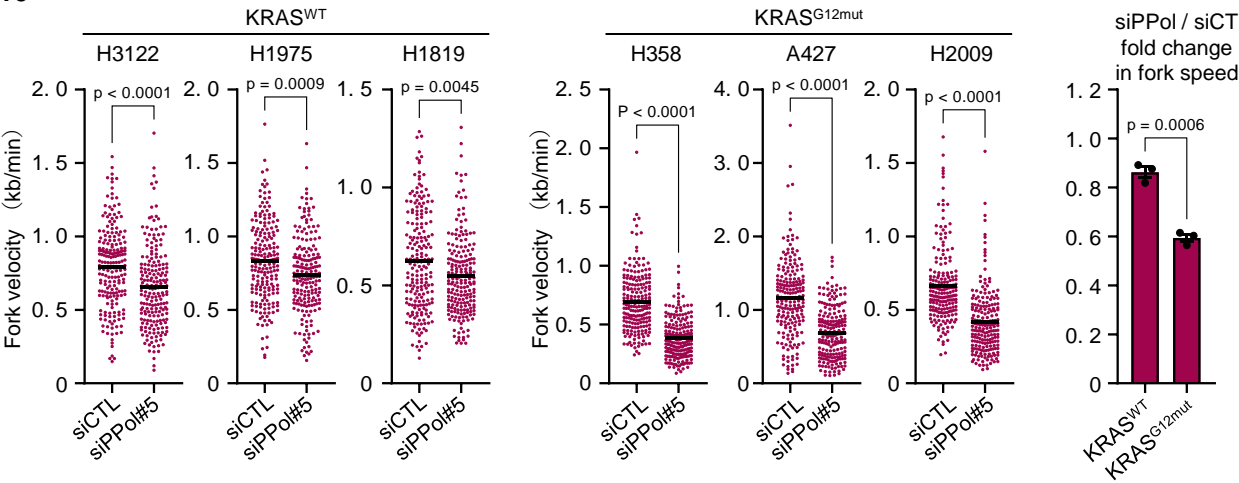 KRASWT
H3122 H1975 H1819
Fork velocity (kb/min)
2. 0
1. 5
1. 0
0. 5
0
p < 0.0001
siCTL
siPPol#5
2. 0
1. 5
1. 0
0. 5
0
p = 0.0009
siCTL
siPPol#5
1. 5
1. 0
0. 5
0
p = 0.0045
siCTL
siPPol#5
KRASG12mut
H358 A427 H2009
Fork velocity (kb/min)
2. 5
2. 0
1. 5
1. 0
0. 5
0
P < 0.0001
siCTL
siPPol#5
4. 0
3. 0
2. 0
1. 0
0
p < 0.0001
siCTL
siPPol#5
2. 0
1. 5
1. 0
0. 5
0
p < 0.0001
siCTL
siPPol#5
siPPol / siCT
fold change
in fork speed
1. 2
1. 0
0. 8
0. 6
0. 4
0. 2
0
p = 0.0006
KRASWT
KRASG12mut